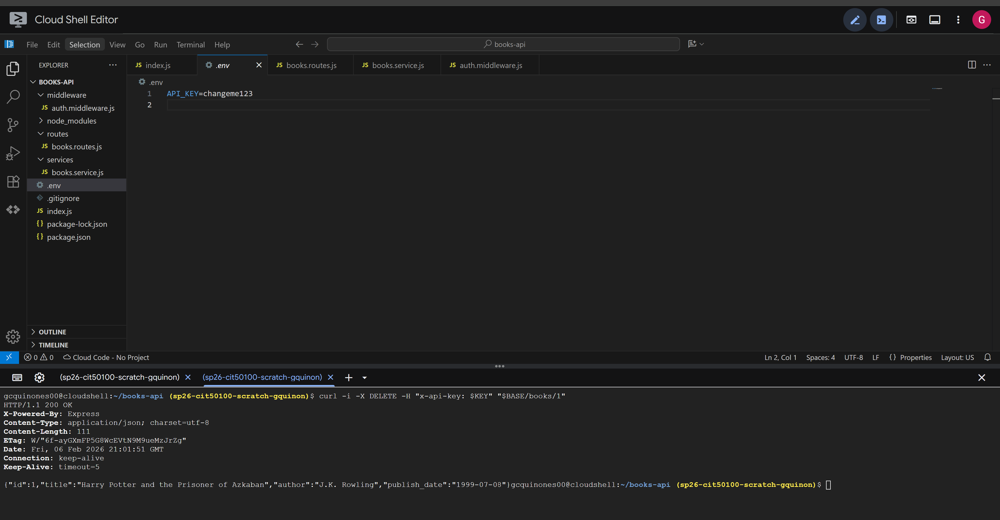 Cloud Shell Editor
G
File Edit Selection View Go Run Terminal Help
books-api
EXPLORER
JS index.js
.env
JS books.routes.js
JS books.service.js
JS auth.middleware.js
BOOKS-API
middleware
JS auth.middleware.js
node_modules
routes
JS books.routes.js
services
JS books.service.js
.env
.gitignore
JS index.js
{} package-lock.json
{} package.json
OUTLINE
TIMELINE
.env
1 API_KEY=changeme123
2
0 0 Cloud Code - No Project
Ln 2, Col 1 Spaces: 4 UTF-8 LF {} Properties Layout: US
(sp26-cit50100-scratch-gquinon) (sp26-cit50100-scratch-gquinon)
gcquinones00@cloudshell:~/books-api (sp26-cit50100-scratch-gquinon)$ curl -i -X DELETE -H "x-api-key: $KEY" "$BASE/books/1"
HTTP/1.1 200 OK
X-Powered-By: Express
Content-Type: application/json; charset=utf-8
Content-Length: 111
ETag: W/"6f-ayGXmFP5G8WcEVtN9M9ueMzJrZg"
Date: Fri, 06 Feb 2026 21:01:51 GMT
Connection: keep-alive
Keep-Alive: timeout=5
{"id":1,"title":"Harry Potter and the Prisoner of Azkaban","author":"J.K. Rowling","publish_date":"1999-07-08"}gcquinones00@cloudshell:~/books-api (sp26-cit50100-scratch-gquinon)$